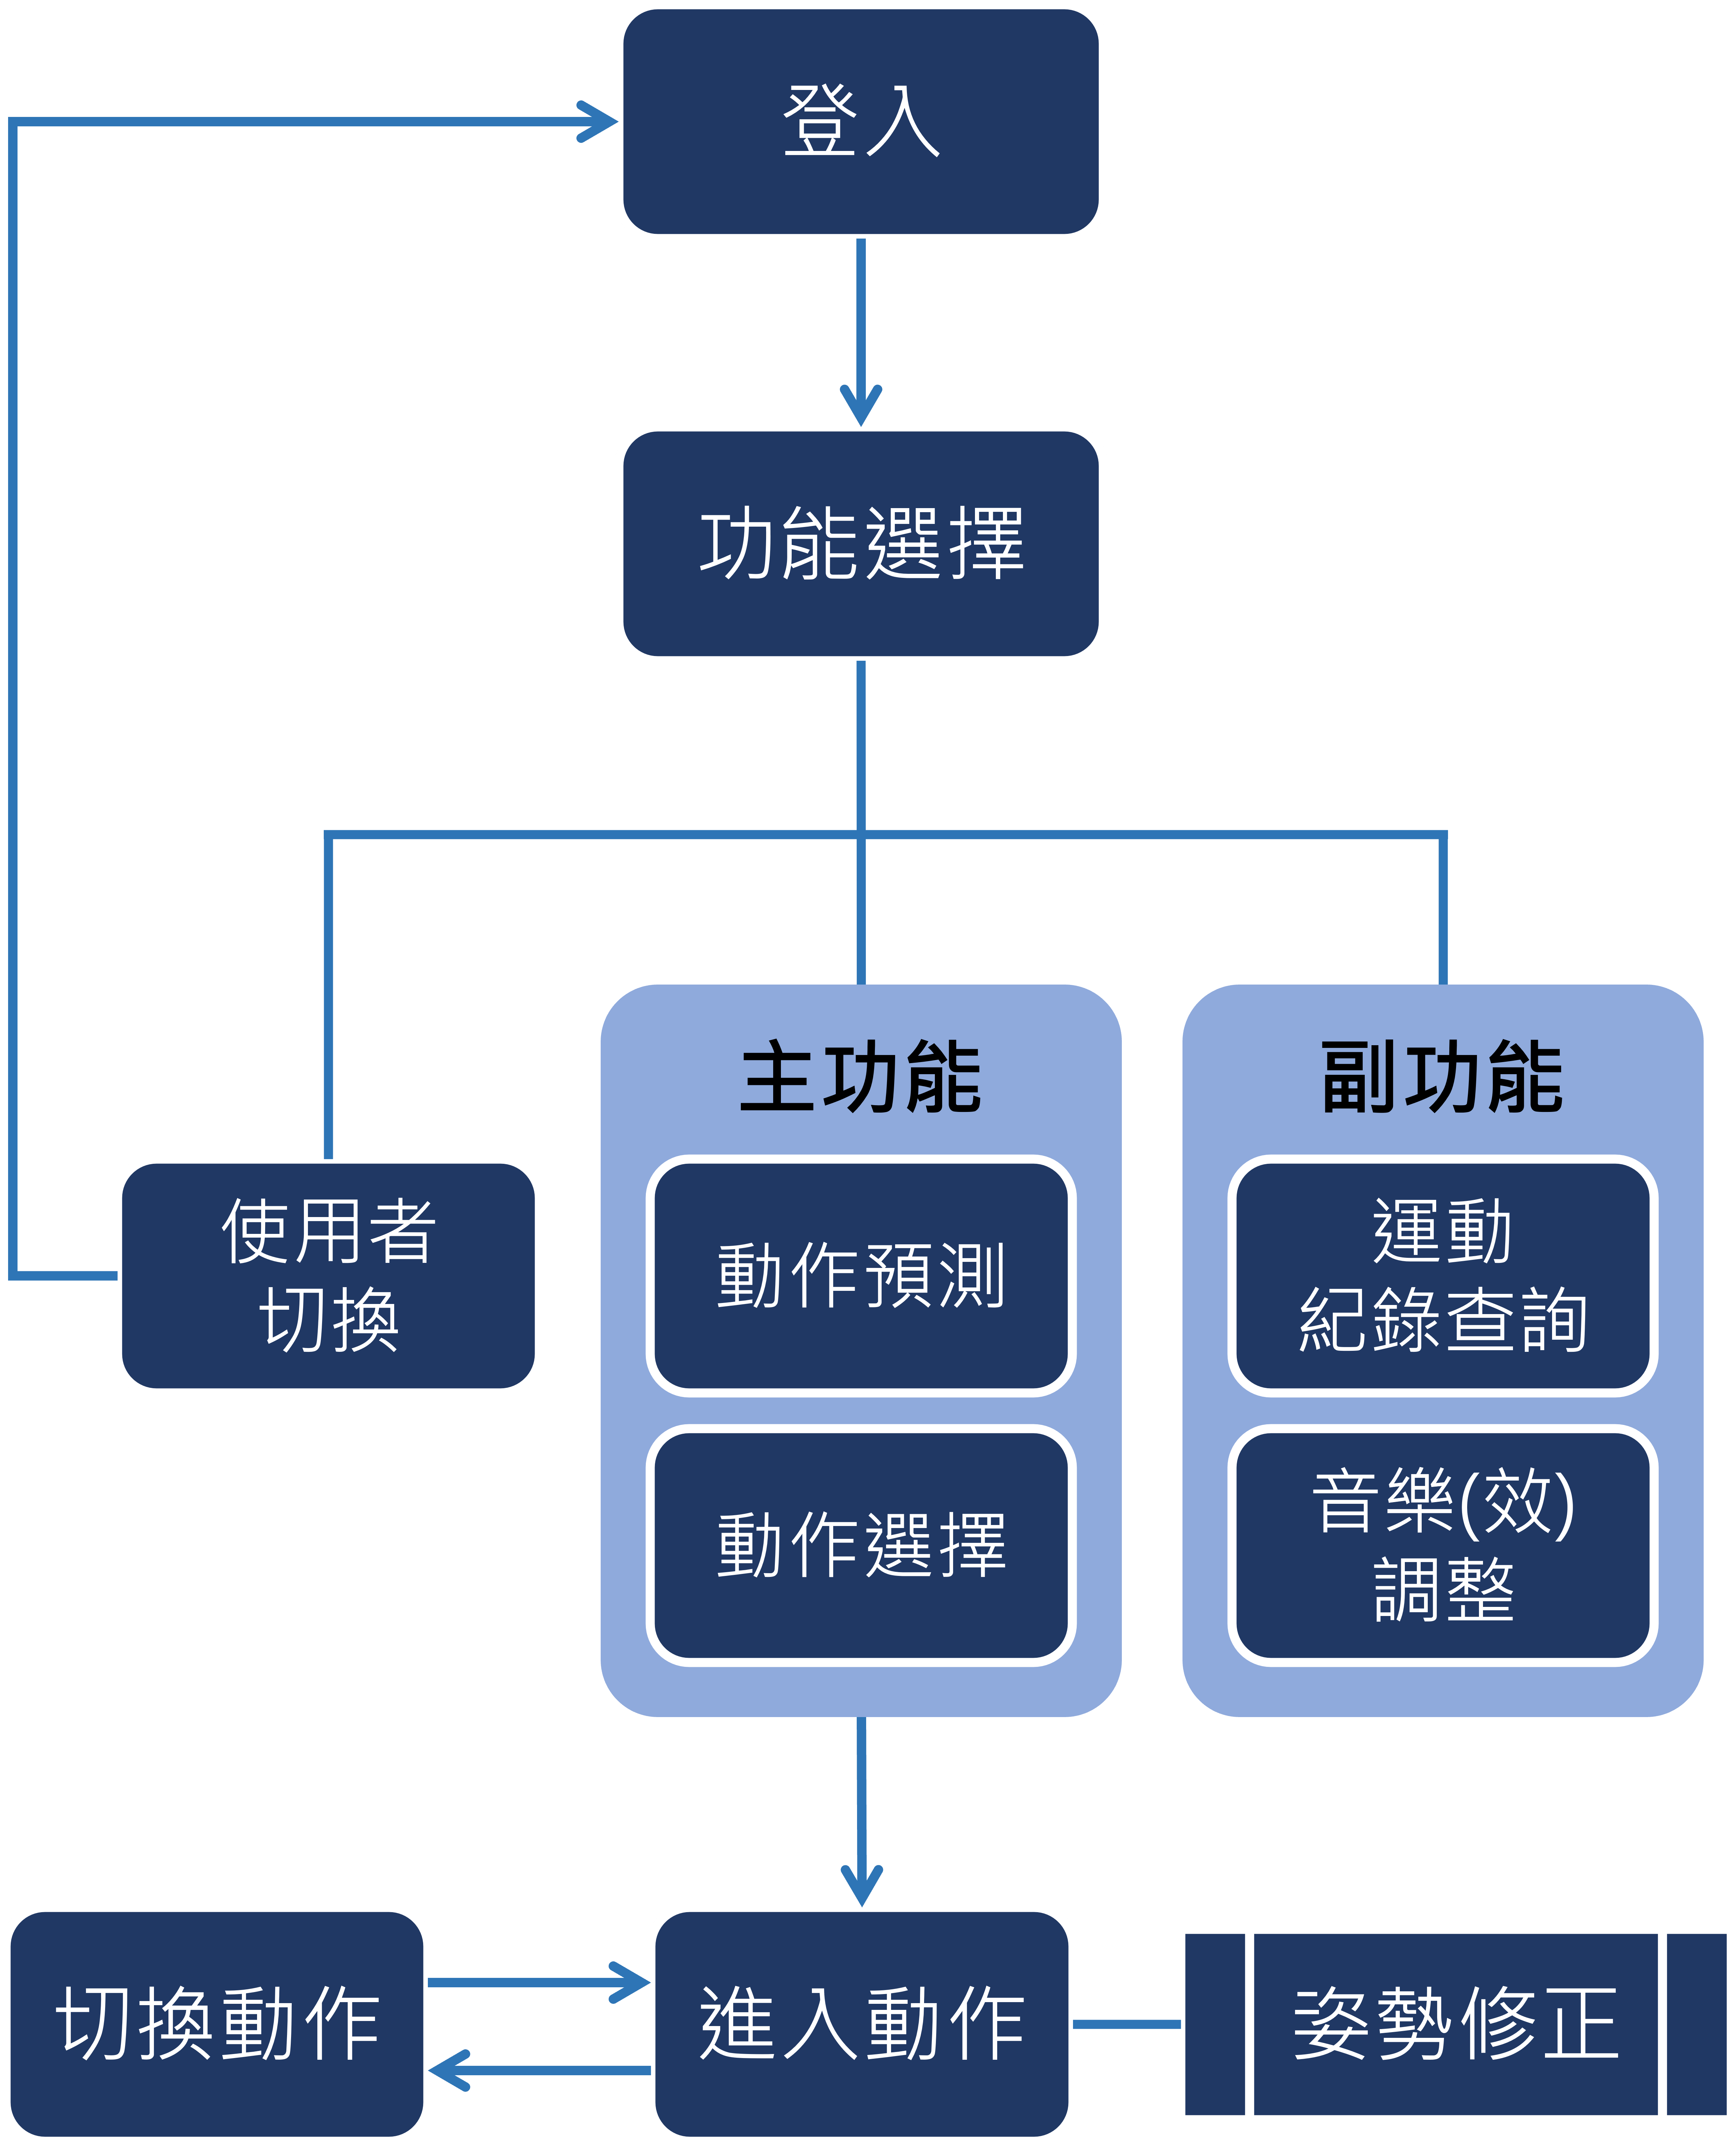 登入
功能選擇
使用者
切換
主功能
動作預測
動作選擇
副功能
運動
紀錄查詢
音樂(效)
調整
切換動作
進入動作
姿勢修正